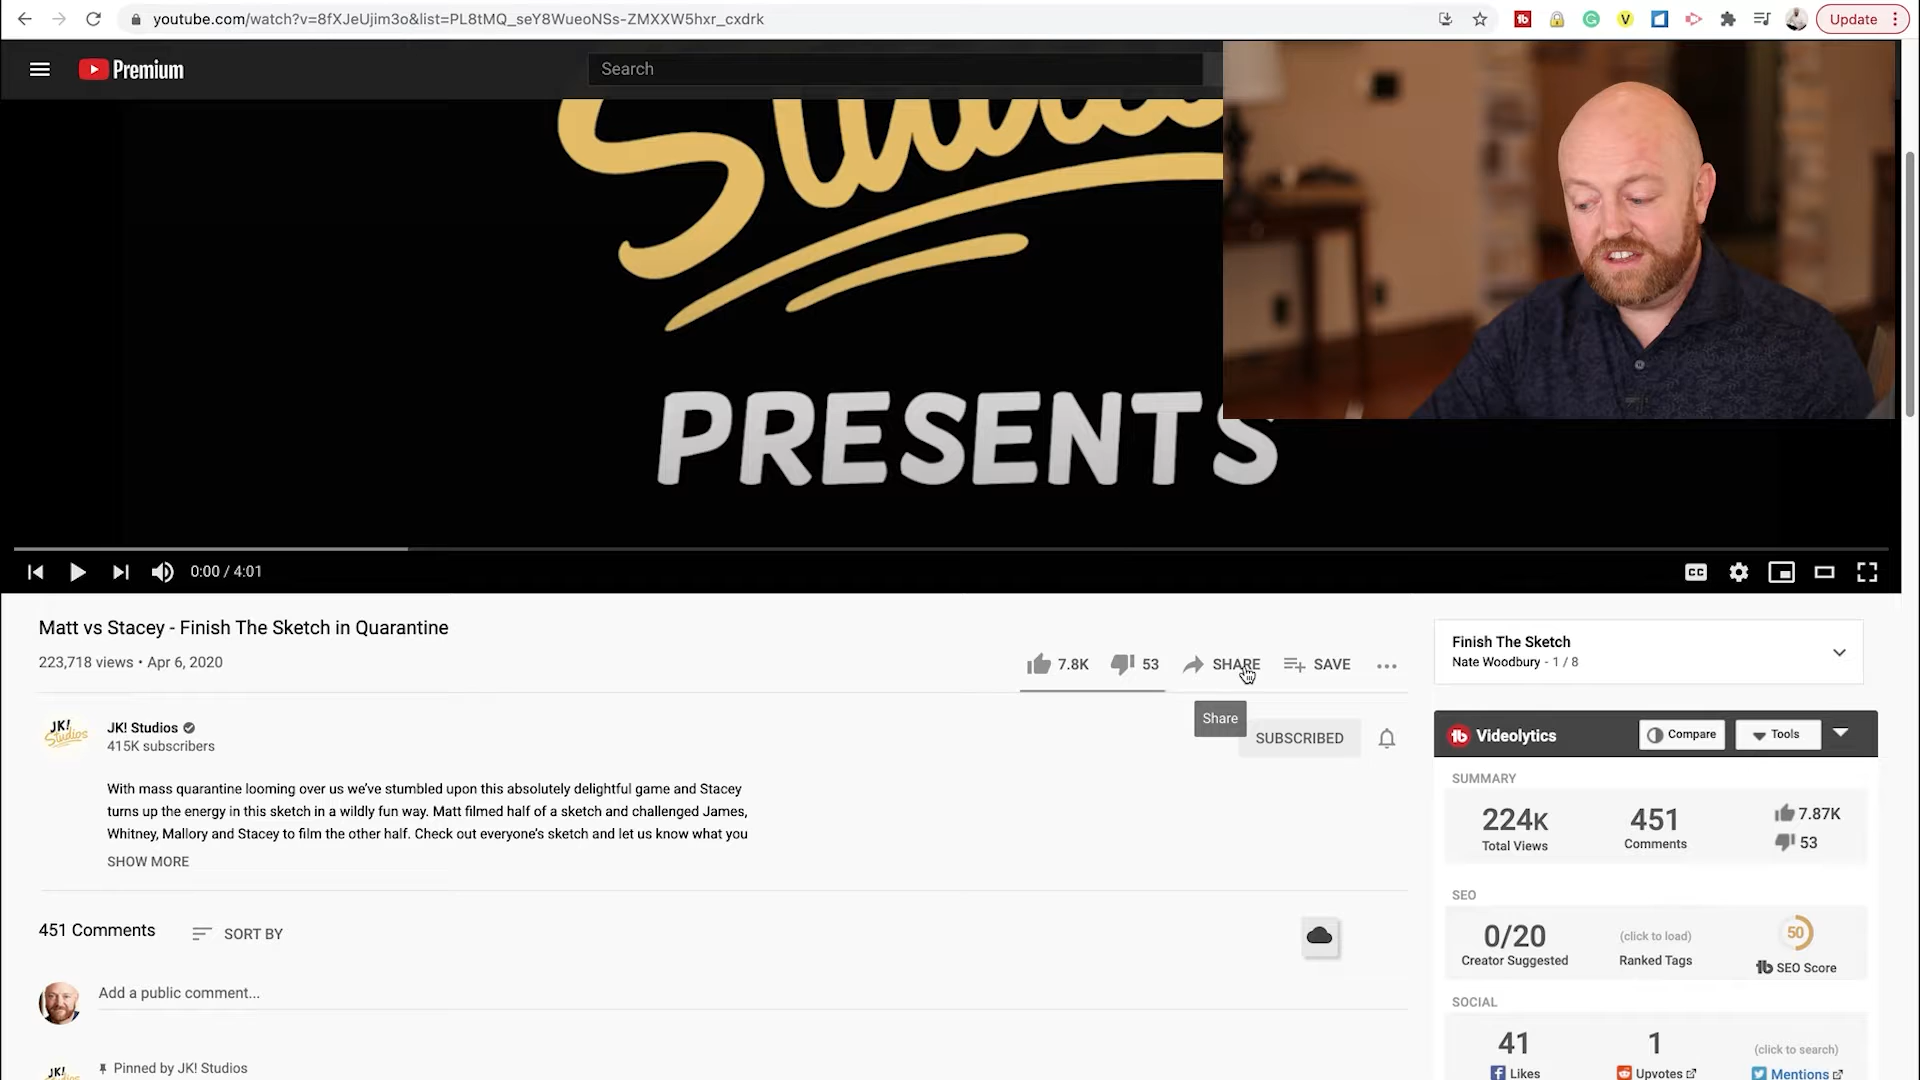 youtube.com/watch?v=8fXJeUjim3o&list=PL8tMQ_seY8WueoNSs-ZMXXW5hxr_cxdrk
Update
Premium
Search
Studios
PRESENTS
0:00 / 4:01
CC
Matt vs Stacey - Finish The Sketch in Quarantine
223,718 views • Apr 6, 2020
7.8K
53
SHARE
SAVE
Share
JK! Studios
JK! Studios
415K subscribers
SUBSCRIBED
With mass quarantine looming over us we've stumbled upon this absolutely delightful game and Stacey
turns up the energy in this sketch in a wildly fun way. Matt filmed half of a sketch and challenged James,
Whitney, Mallory and Stacey to film the other half. Check out everyone's sketch and let us know what you
SHOW MORE
451 Comments
SORT BY
Add a public comment...
JK!
Pinned by JK! Studios
Finish The Sketch
Nate Woodbury - 1 / 8
tb Videolytics
Compare
Tools
SUMMARY
224K
Total Views
451
Comments
7.87K
53
SEO
0/20
Creator Suggested
(click to load)
Ranked Tags
50
tb SEO Score
SOCIAL
41
Likes
1
Upvotes
(click to search)
Mentions